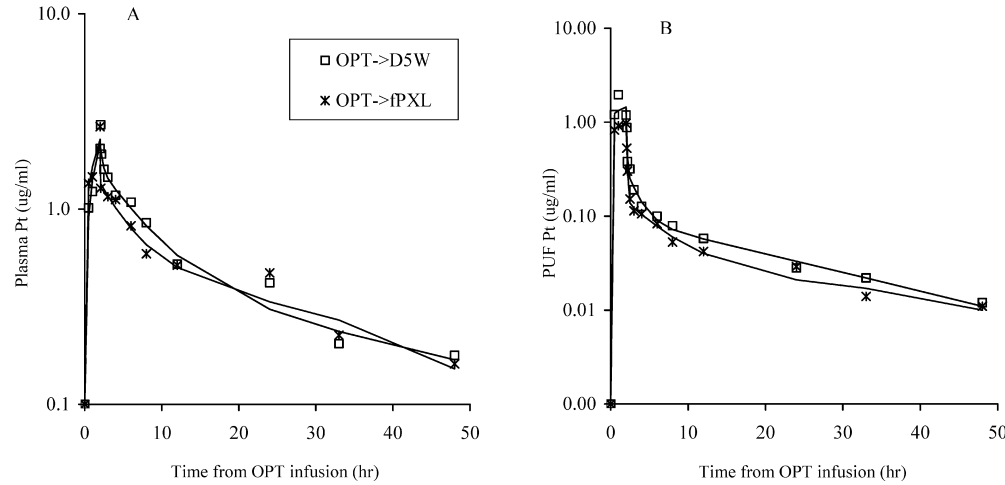 A
10.0
1.0
0.1
Plasma Pt (ug/ml)
OPT->D5W
OPT->fPXL
0 10 20 30 40 50
Time from OPT infusion (hr)
B
10.00
1.00
0.10
0.01
0.00
PUF Pt (ug/ml)
0 10 20 30 40 50
Time from OPT infusion (hr)